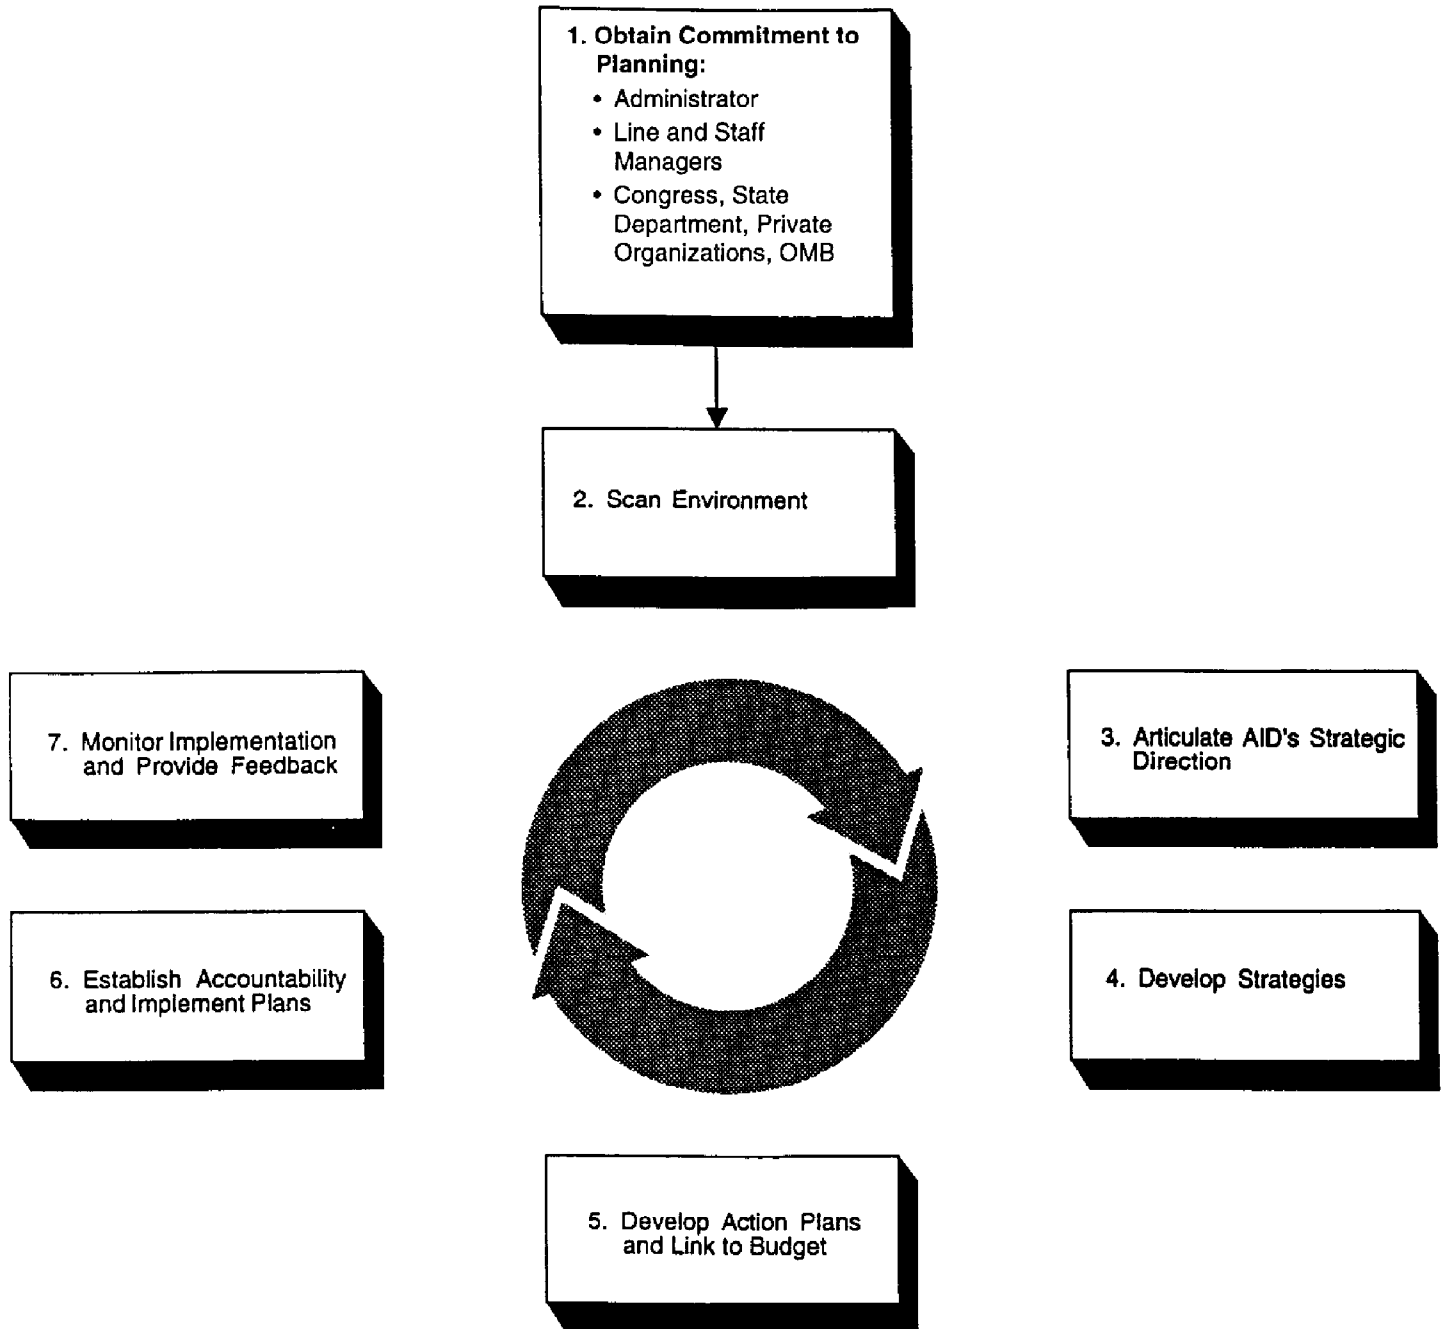 1. Obtain Commitment to
Planning:
• Administrator
• Line and Staff
Managers
• Congress, State
Department, Private
Organizations, OMB
2. Scan Environment
3. Articulate AID's Strategic
Direction
4. Develop Strategies
5. Develop Action Plans
and Link to Budget
6. Establish Accountability
and Implement Plans
7. Monitor Implementation
and Provide Feedback